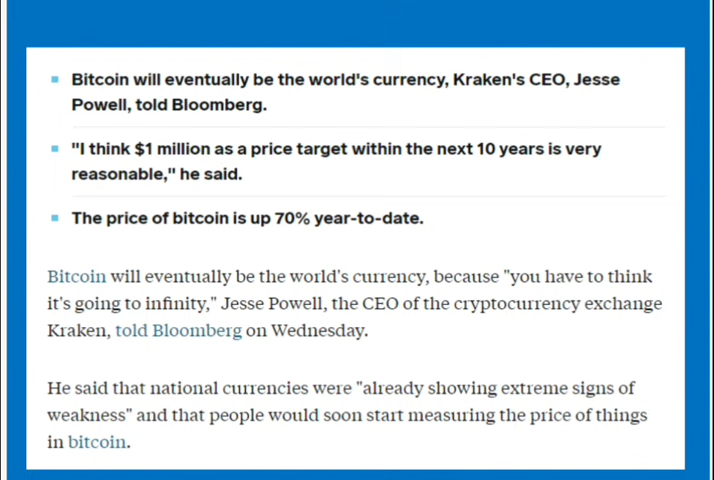 Bitcoin will eventually be the world's currency, Kraken's CEO, Jesse
Powell, told Bloomberg.
"I think $1 million as a price target within the next 10 years is very
reasonable," he said.
The price of bitcoin is up 70% year-to-date.
Bitcoin will eventually be the world's currency, because "you have to think
it's going to infinity," Jesse Powell, the CEO of the cryptocurrency exchange
Kraken, told Bloomberg on Wednesday.
He said that national currencies were "already showing extreme signs of
weakness" and that people would soon start measuring the price of things
in bitcoin.